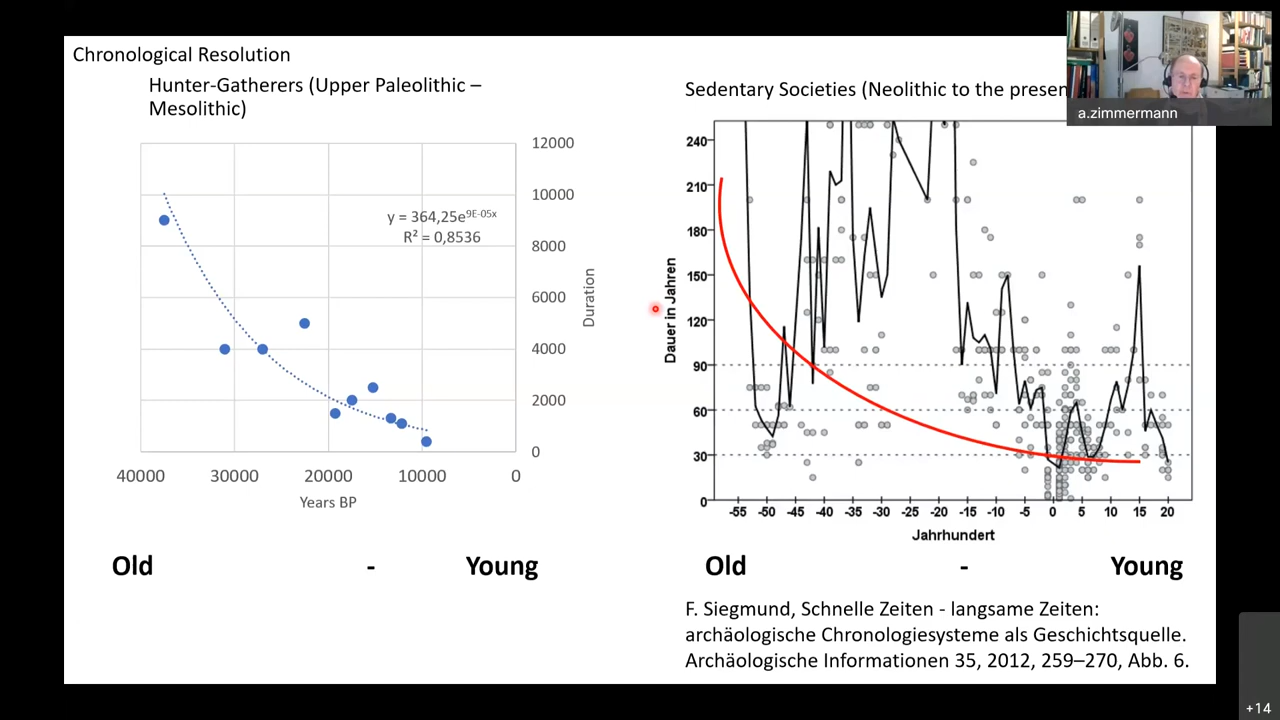 Chronological Resolution
Hunter-Gatherers (Upper Paleolithic –
Mesolithic)
12000
10000
8000
6000
4000
2000
0
Duration
y = 364,25e9E-05x
R² = 0,8536
40000 30000 20000 10000 0
Years BP
Old - Young
Sedentary Societies (Neolithic to the presen
a.zimmermann
240
210
180
150
120
90
60
30
0
Dauer in Jahren
-55 -50 -45 -40 -35 -30 -25 -20 -15 -10 -5 0 5 10 15 20
Jahrhundert
Old - Young
F. Siegmund, Schnelle Zeiten - langsame Zeiten:
archäologische Chronologiesysteme als Geschichtsquelle.
Archäologische Informationen 35, 2012, 259–270, Abb. 6.
+14